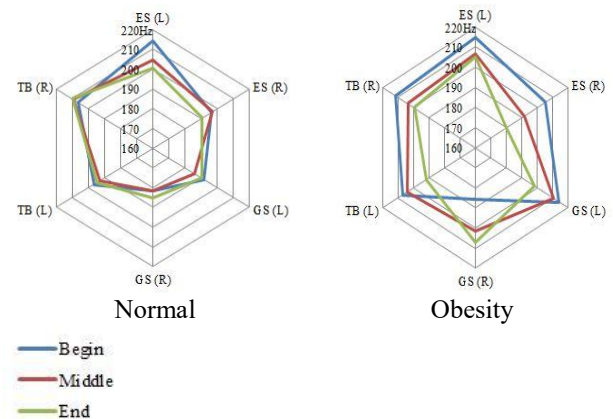 ES (L)
220Hz
210
200
190
180
170
160
ES (R)
GS (L)
GS (R)
TB (L)
TB (R)
Normal
ES (L)
220Hz
210
200
190
180
170
160
ES (R)
GS (L)
GS (R)
TB (L)
TB (R)
Obesity
Begin
Middle
End